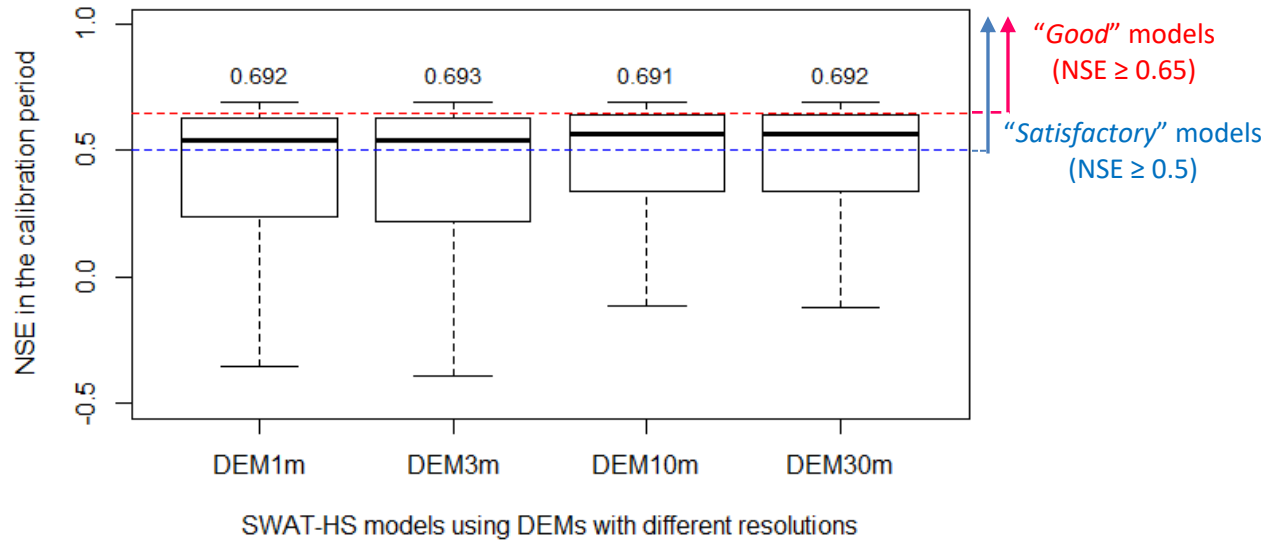 1.0
0.5
0.0
-0.5
NSE in the calibration period
0.692
0.693
0.691
0.692
“Good” models
(NSE ≥ 0.65)
“Satisfactory” models
(NSE ≥ 0.5)
DEM1m
DEM3m
DEM10m
DEM30m
SWAT-HS models using DEMs with different resolutions